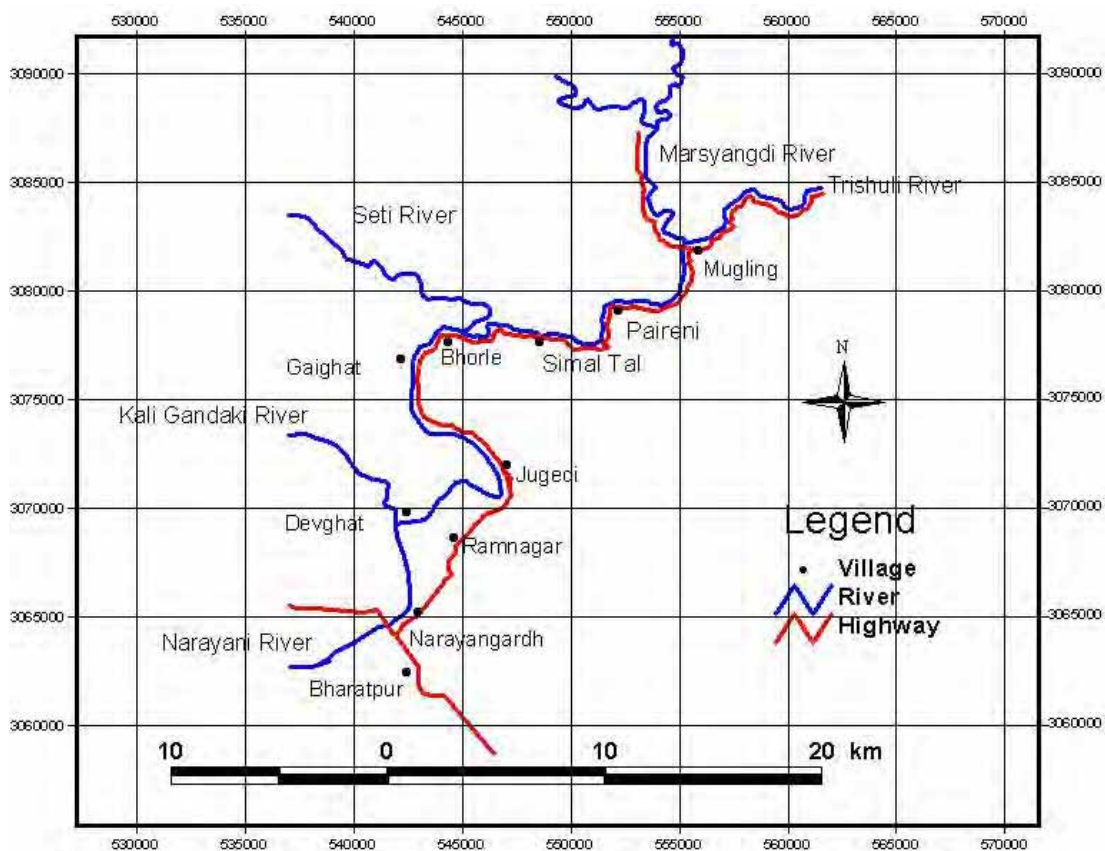 530000 535000 540000 545000 550000 555000 560000 565000 570000
3090000 3090000
Marsyangdi River
3085000 Trishuli River 3085000
Seti River
Mugling
3080000 3080000
Paireni
Bhorle Simal Tal
Gaighat
N
3075000 3075000
Kali Gandaki River
Jugedi
3070000 3070000
Devghat
Legend
Ramnagar
Village
River
3065000 3065000
Highway
Narayani River Narayangardh
Bharatpur
3060000 3060000
10 0 10 20 km
530000 535000 540000 545000 550000 555000 560000 565000 570000